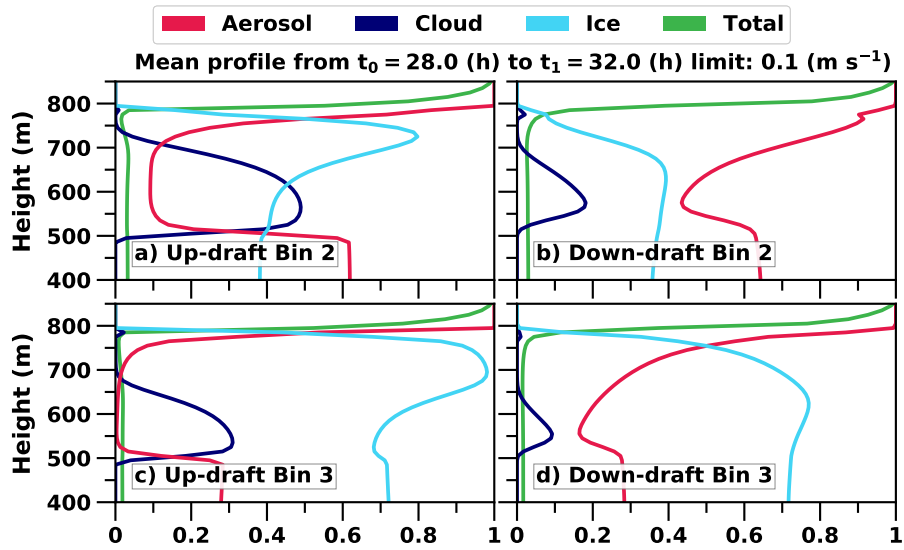 Aerosol Cloud Ice Total
Mean profile from t₀ = 28.0 (h) to t₁ = 32.0 (h) limit: 0.1 (m s⁻¹)
Height (m)
800
700
600
500
400
a) Up-draft Bin 2
b) Down-draft Bin 2
Height (m)
800
700
600
500
400
c) Up-draft Bin 3
d) Down-draft Bin 3
0 0.2 0.4 0.6 0.8 1 0 0.2 0.4 0.6 0.8 1